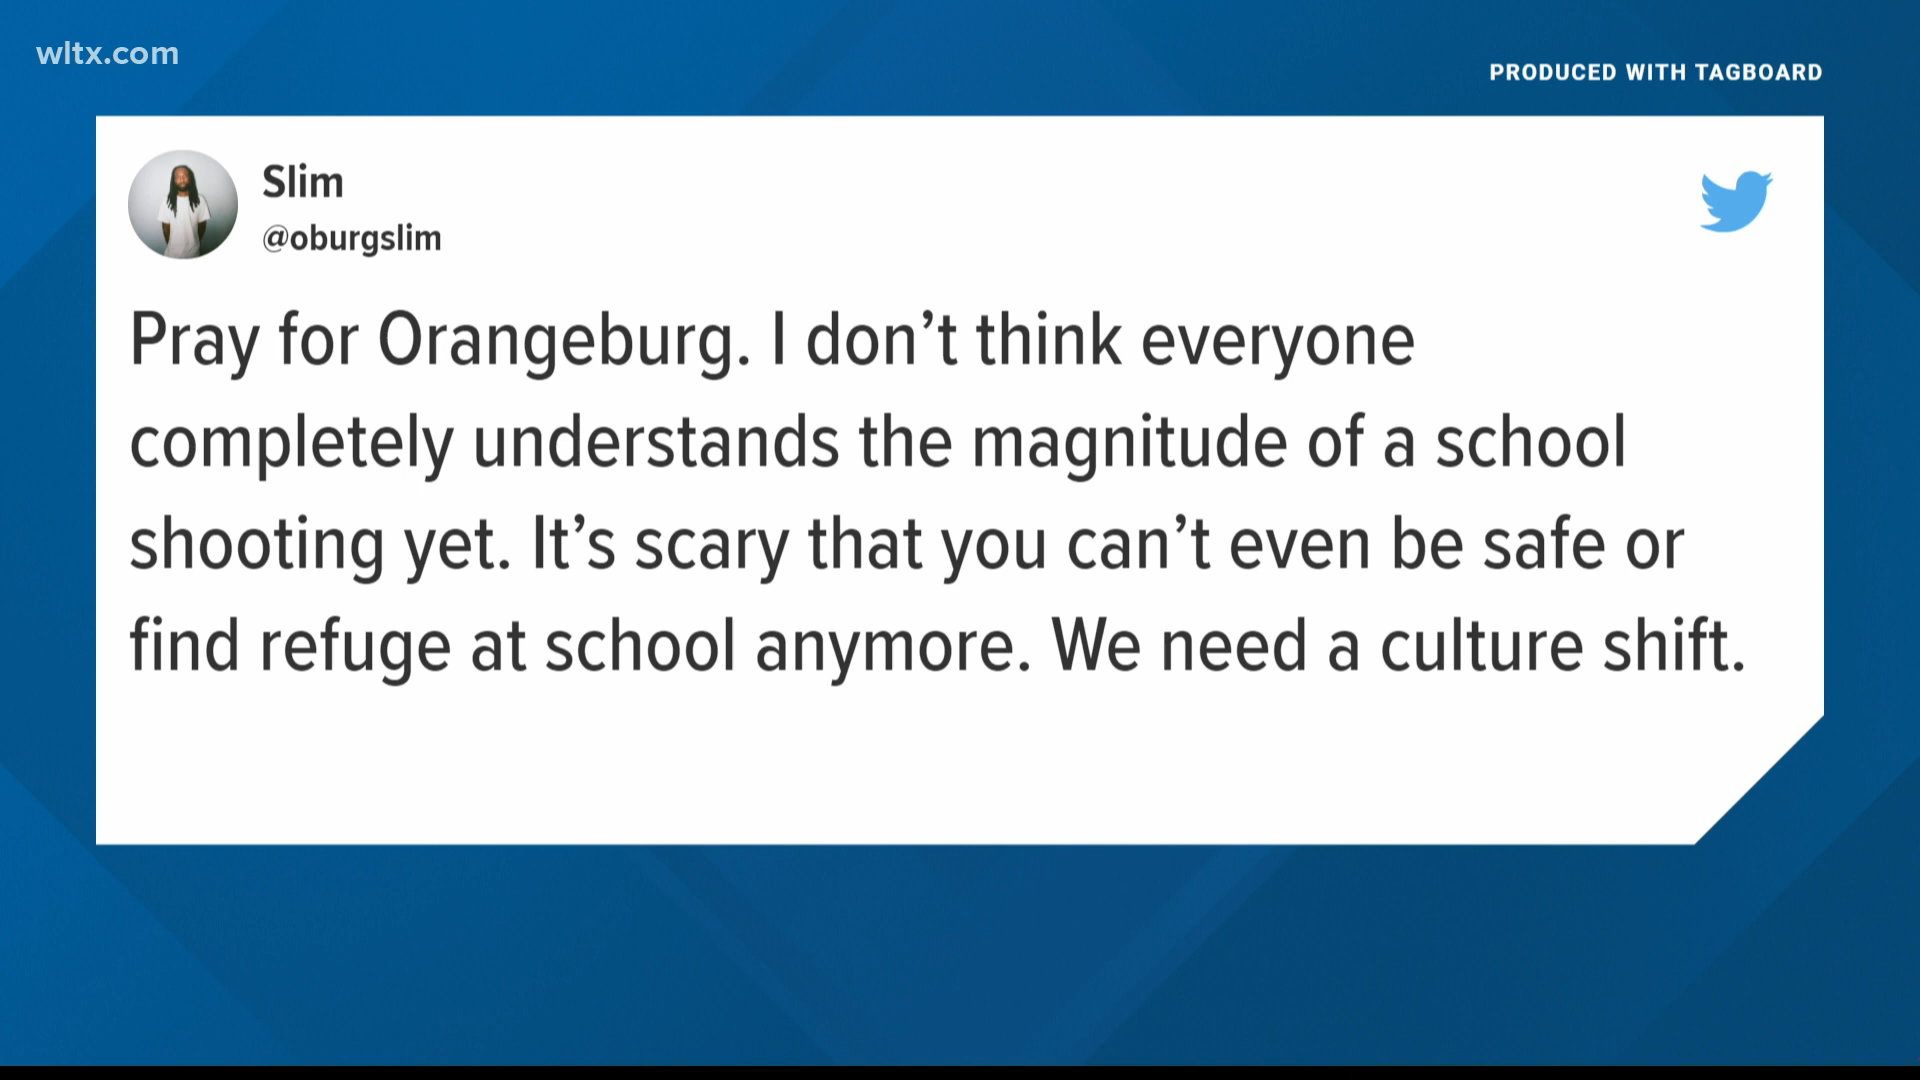 wltx.com
PRODUCED WITH TAGBOARD
Slim
@oburgslim
Pray for Orangeburg. I don’t think everyone
completely understands the magnitude of a school
shooting yet. It’s scary that you can’t even be safe or
find refuge at school anymore. We need a culture shift.